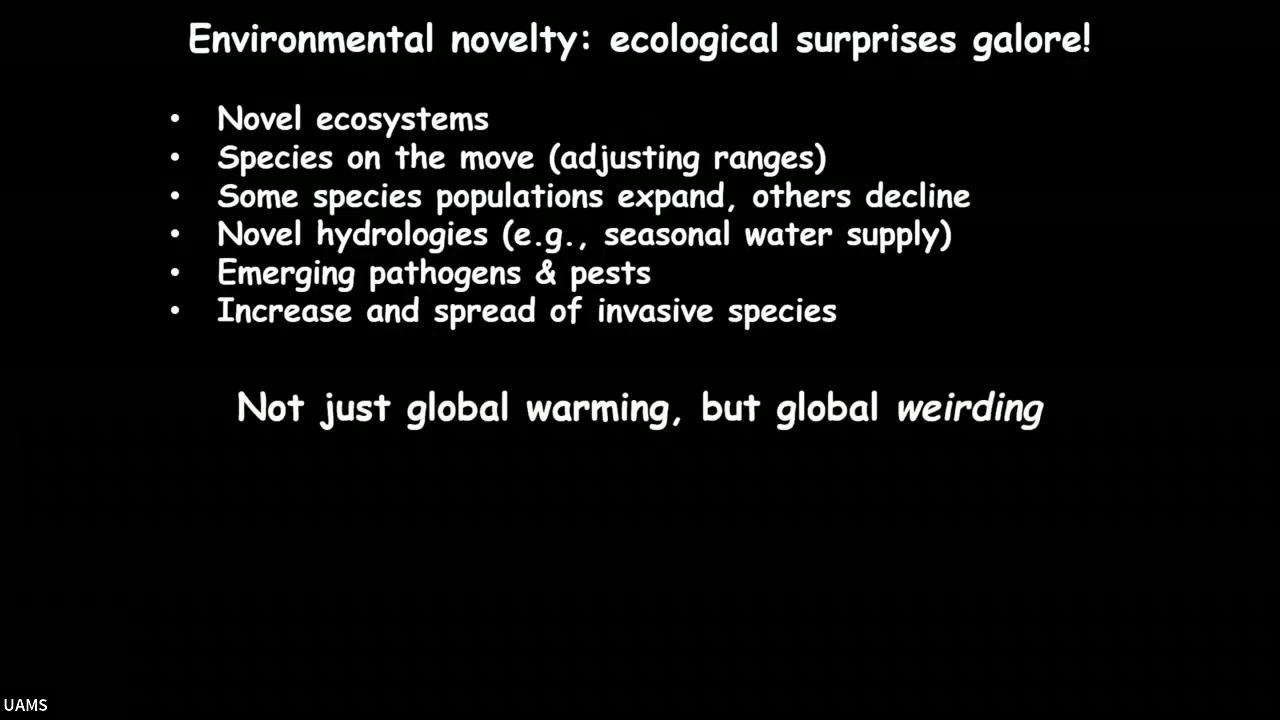 Environmental novelty: ecological surprises galore!
• Novel ecosystems
• Species on the move (adjusting ranges)
• Some species populations expand, others decline
• Novel hydrologies (e.g., seasonal water supply)
• Emerging pathogens & pests
• Increase and spread of invasive species
Not just global warming, but global weirding
UAMS